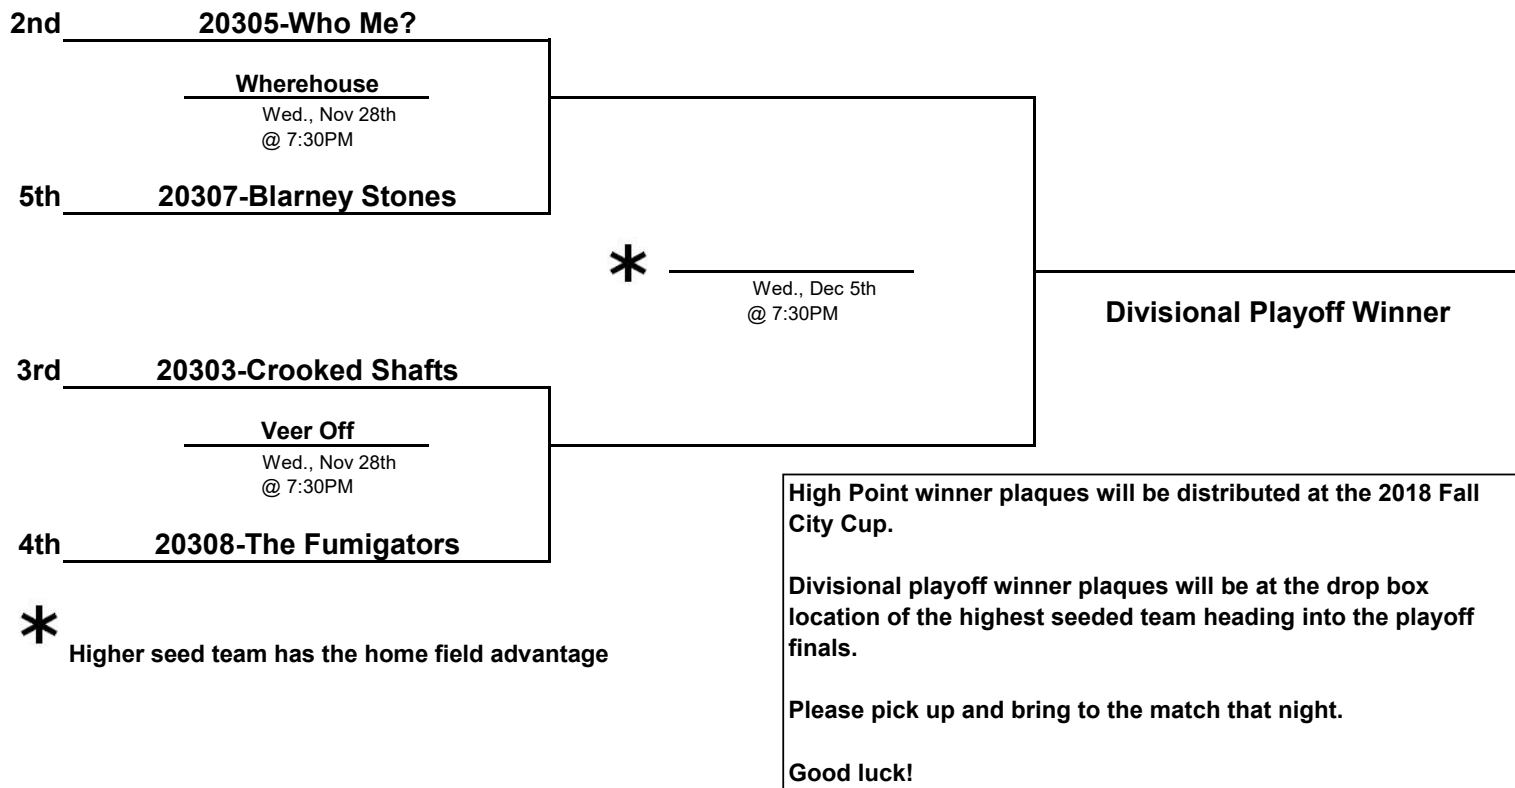 2nd 20305-Who Me?
Wherehouse
Wed., Nov 28th
@ 7:30PM
5th 20307-Blarney Stones
*
Wed., Dec 5th
@ 7:30PM
Divisional Playoff Winner
3rd 20303-Crooked Shafts
Veer Off
Wed., Nov 28th
@ 7:30PM
4th 20308-The Fumigators
* Higher seed team has the home field advantage
High Point winner plaques will be distributed at the 2018 Fall
City Cup.
Divisional playoff winner plaques will be at the drop box
location of the highest seeded team heading into the playoff
finals.
Please pick up and bring to the match that night.
Good luck!